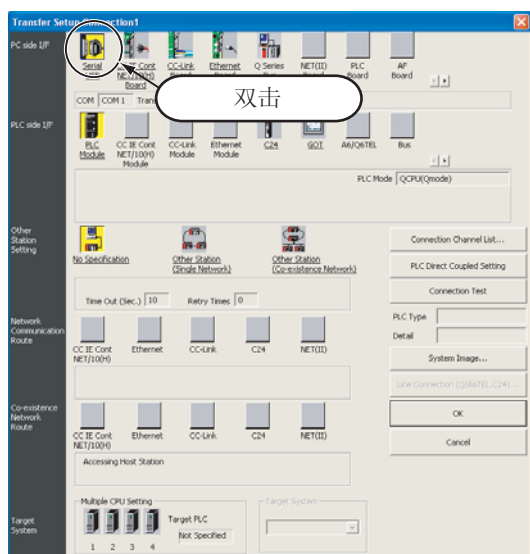 Transfer Setup Connection1
PC side I/F
Serial
CC IE Cont
NET/10(H)
Board
CC-Link
Ethernet
Q Series
NET(II)
PLC
Board
AF
Board
双击
COM COM 1
PLC side I/F
PLC
Module
CC IE Cont
NET/10(H)
Module
CC-Link
Module
Ethernet
Module
C24
GOT
A6/Q6TEL
Bus
PLC Mode QCPU(Qmode)
Other
Station
Setting
No Specification
Other Station
(Single Network)
Other Station
(Co-existence Network)
Time Out (Sec.) 10 Retry Times 0
Connection Channel List...
PLC Direct Coupled Setting
Connection Test
PLC Type
Detail
System Image...
Line Connection (Q/A6TEL,C24)...
OK
Cancel
Network
Communication
Route
CC IE Cont
NET/10(H)
Ethernet
CC-Link
C24
NET(II)
Co-existence
Network
Route
CC IE Cont
NET/10(H)
Ethernet
CC-Link
C24
NET(II)
Accessing Host Station
Target
System
Multiple CPU Setting
1 2 3 4
Target PLC
Not Specified
Target System